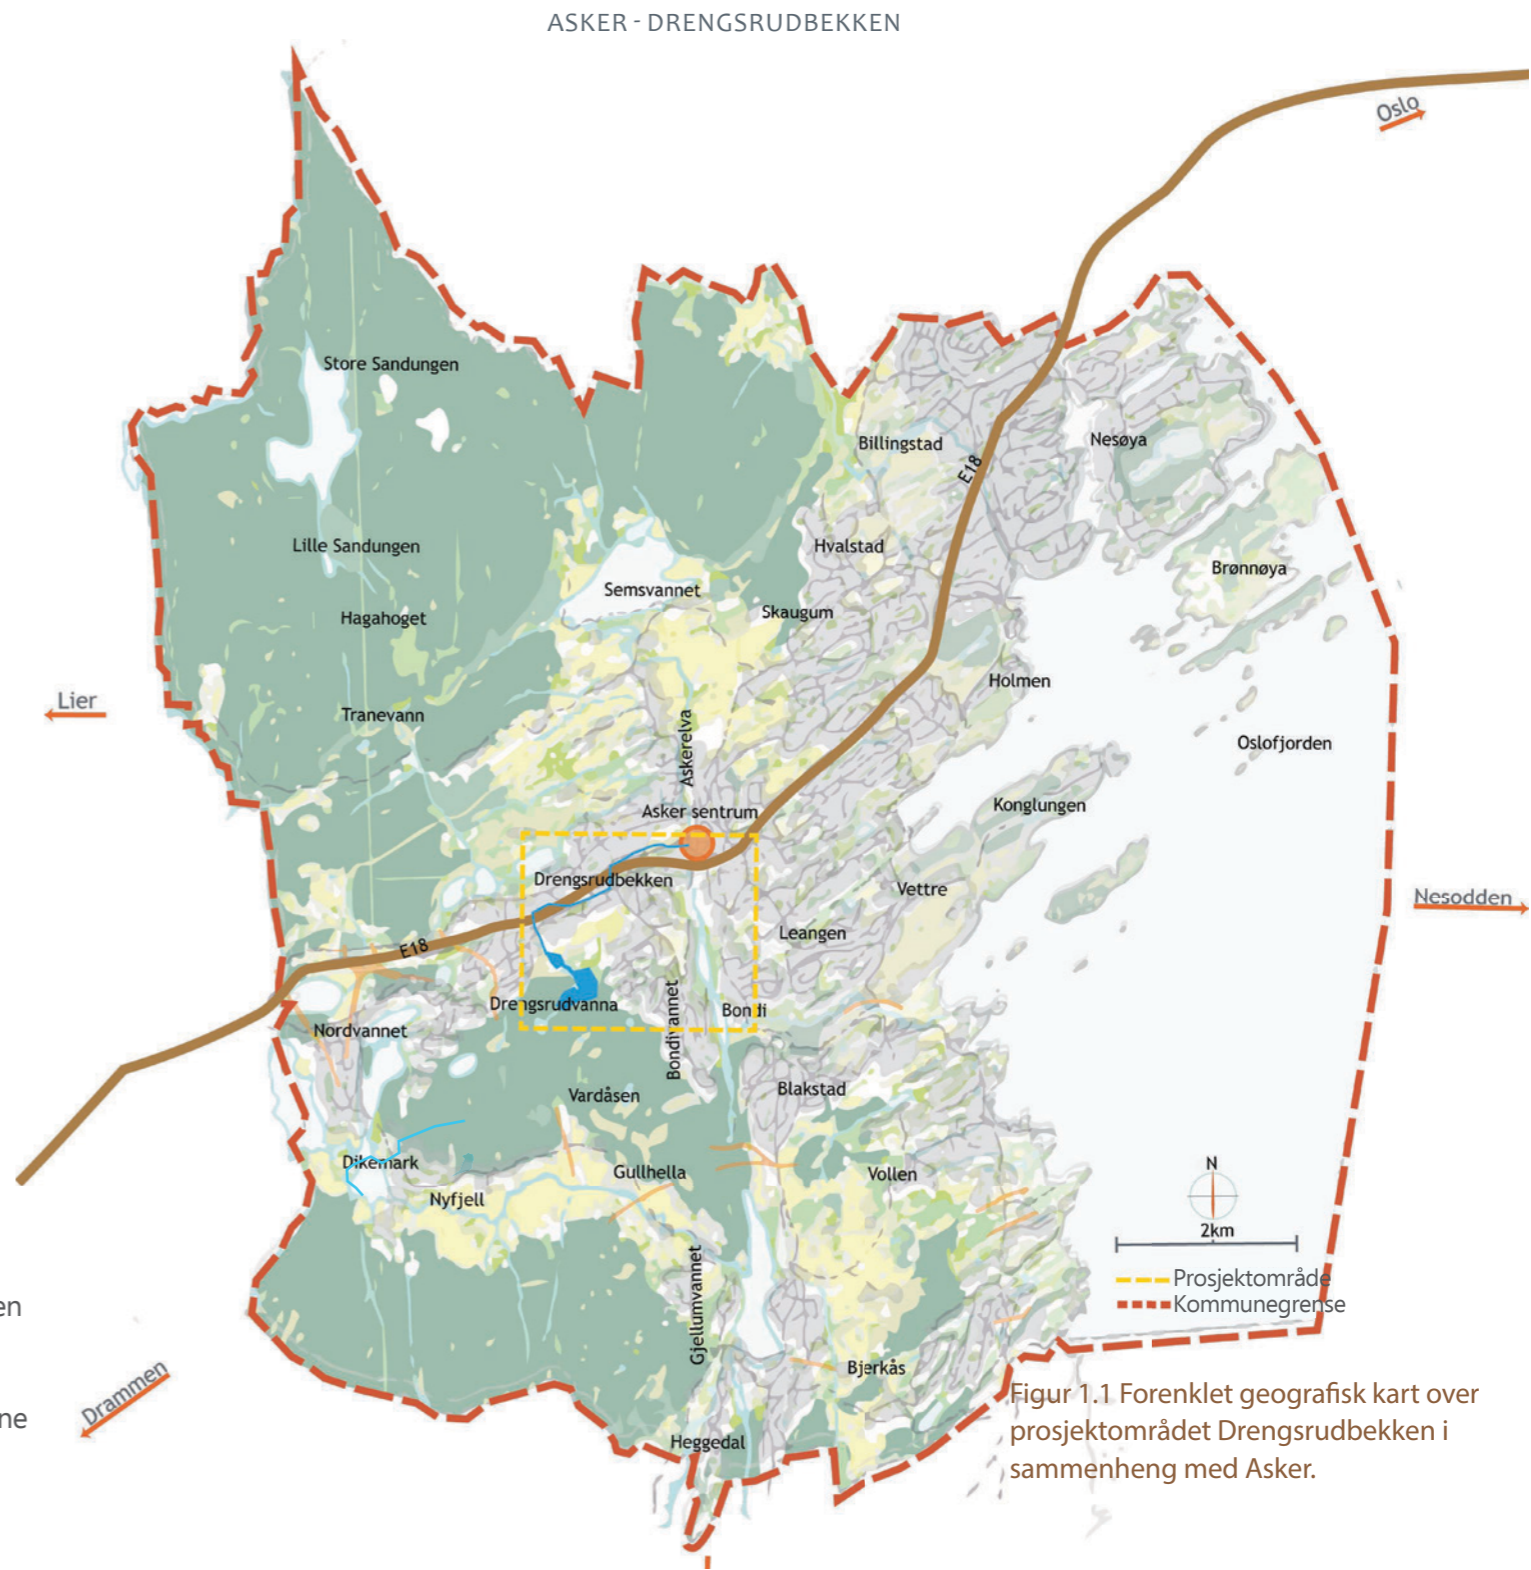 ASKER - DRENGSRUDBEKKEN
Oslo
Store Sandungen
Billingstad
Nesøya
E18
Lille Sandungen
Hvalstad
Brønnøya
Semsvannet
Hagahoget
Skaugum
Holmen
Lier
Tranevann
Askerelva
Oslofjorden
Asker sentrum
Konglungen
Drengsrudbekken
Vettre
Nesodden
Leangen
E18
Drengsrudvanna
Bondivannet
Bondi
Nordvannet
Vardåsen
Blakstad
Dikemark
Gullhella
Vollen
Nyfjell
N
2km
Gjellumvannet
Prosjektområde
Kommunegrense
en
Bjerkås
Drammen
ne
Heggedal
Figur 1.1 Forenklet geografisk kart over
prosjektområdet Drengsrudbekken i
sammenheng med Asker.